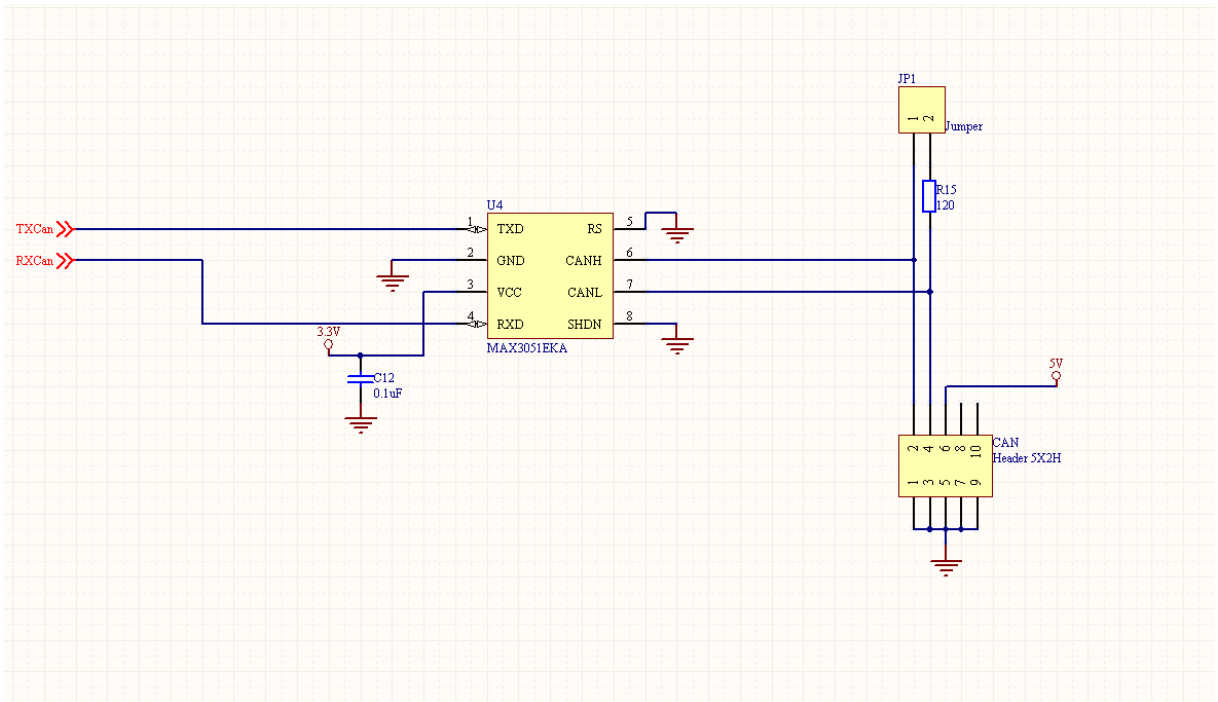 JP1
1 2
Jumper
R15
120
U4
TXCan
1
TXD
RS
5
RXCan
2
GND
CANH
6
3
VCC
CANL
7
4
RXD
SHDN
8
MAX3051EKA
3.3V
C12
0.1uF
5V
2 4 6 8 10
CAN
Header 5X2H
1 3 5 7 9